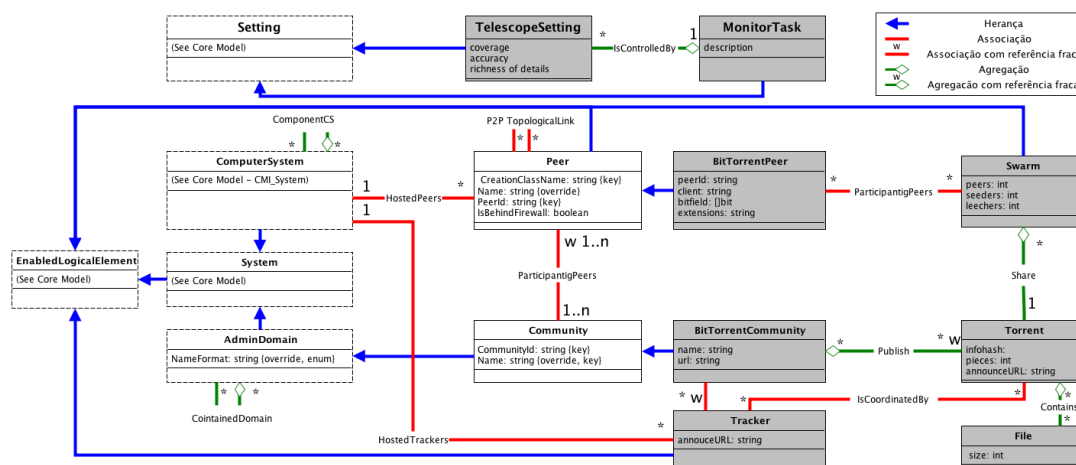 Setting
(See Core Model)
TelescopeSetting
coverage
accuracy
richness of details
*
IsControlledBy
1
MonitorTask
description
Herança
Associação
w
Associação com referência frac
Agregação
w
Agregacão com referência fraca
ComponentCS
*
*
P2P TopologicalLink
*
*
ComputerSystem
(See Core Model - CMI_System)
1
HostedPeers
*
1
Peer
CreationClassName: string {key}
Name: string {override}
PeerId: string {key}
IsBehindFirewall: boolean
BitTorrentPeer
peerId: string
client: string
bitfield: []bit
extensions: string
*
ParticipantigPeers
*
Swarm
peers: int
seeders: int
leechers: int
EnabledLogicalElement
(See Core Model)
System
(See Core Model)
w 1..n
ParticipantigPeers
1..n
*
Share
1
AdminDomain
NameFormat: string {override, enum}
Community
CommunityId: string {key}
Name: string {override, key}
BitTorrentCommunity
name: string
url: string
*
Publish
*
w
Torrent
infohash:
pieces: int
announceURL: string
*
*
CointainedDomain
*
w
*
IsCoordinatedBy
*
*
Contains
*
HostedTrackers
*
Tracker
annouceURL: string
File
size: int